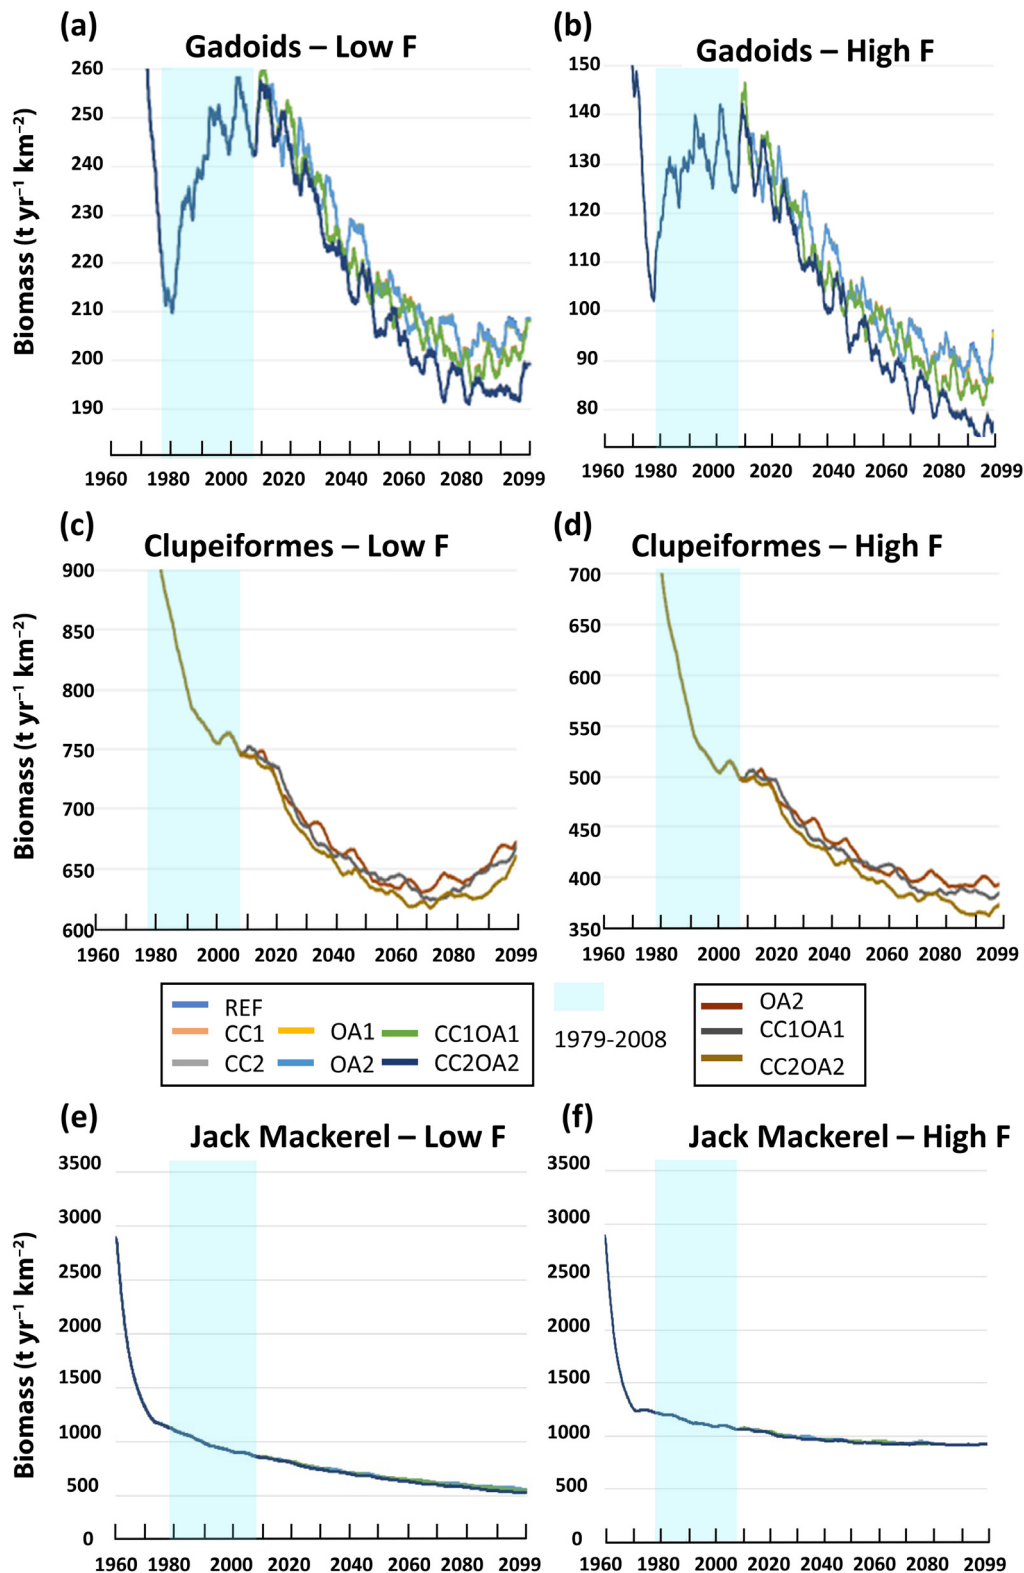 (a)
Gadoids – Low F
Biomass (t yr⁻¹ km⁻²)
260
250
240
230
220
210
200
190
1960 1980 2000 2020 2040 2060 2080 2099
(b)
Gadoids – High F
150
140
130
120
110
100
90
80
1960 1980 2000 2020 2040 2060 2080 2099
(c)
Clupeiformes – Low F
Biomass (t yr⁻¹ km⁻²)
900
850
800
750
700
650
600
1960 1980 2000 2020 2040 2060 2080 2099
(d)
Clupeiformes – High F
700
650
600
550
500
450
400
350
1960 1980 2000 2020 2040 2060 2080 2099
REF
CC1 OA1 CC1OA1
CC2 OA2 CC2OA2
1979-2008
OA2
CC1OA1
CC2OA2
(e)
Jack Mackerel – Low F
Biomass (t yr⁻¹ km⁻²)
3500
3000
2500
2000
1500
1000
500
0
1960 1980 2000 2020 2040 2060 2080 2099
(f)
Jack Mackerel – High F
3500
3000
2500
2000
1500
1000
500
0
1960 1980 2000 2020 2040 2060 2080 2099